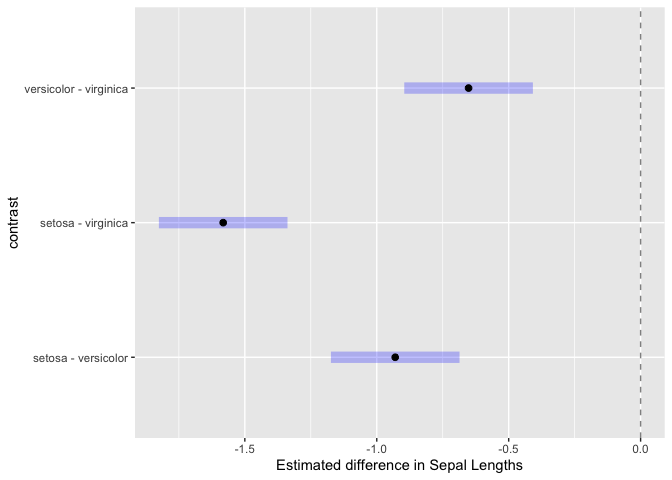 versicolor - virginica
setosa - virginica
setosa - versicolor
contrast
-1.5 -1.0 -0.5 0.0
Estimated difference in Sepal Lengths